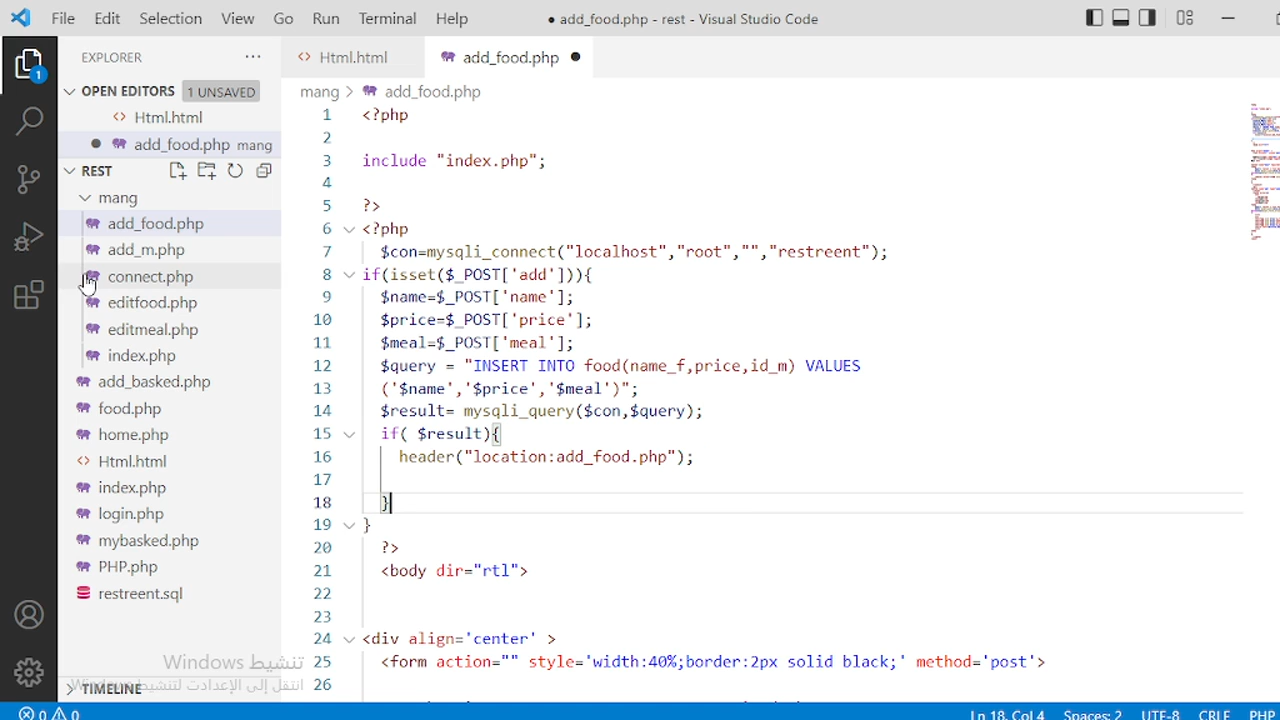 File Edit Selection View Go Run Terminal Help
● add_food.php - rest - Visual Studio Code
EXPLORER ...
1
OPEN EDITORS 1 UNSAVED
Html.html
add_food.php mang
REST
mang
add_food.php
add_m.php
connect.php
editfood.php
editmeal.php
index.php
add_basked.php
food.php
home.php
Html.html
index.php
login.php
mybasked.php
PHP.php
restreent.sql
TIMELINE
Html.html
add_food.php ●
mang > add_food.php
1 <?php
2
3 include "index.php";
4
5 ?>
6 <?php
7 $con=mysqli_connect("localhost","root","","restreent");
8 if(isset($_POST['add'])){
9 $name=$_POST['name'];
10 $price=$_POST['price'];
11 $meal=$_POST['meal'];
12 $query = "INSERT INTO food(name_f,price,id_m) VALUES
13 ('$name','$price','$meal')";
14 $result= mysqli_query($con,$query);
15 if( $result){
16 header("location:add_food.php");
17
18 }
19 }
20 ?>
21 <body dir="rtl">
22
23
24 <div align='center' >
25 <form action="" style='width:40%;border:2px solid black;' method='post'>
26
تنشيط Windows
انتقل إلى الإعدادت لتنشيط Windows
0 0
Ln 18, Col 4 Spaces: 2 UTF-8 CRLF PHP